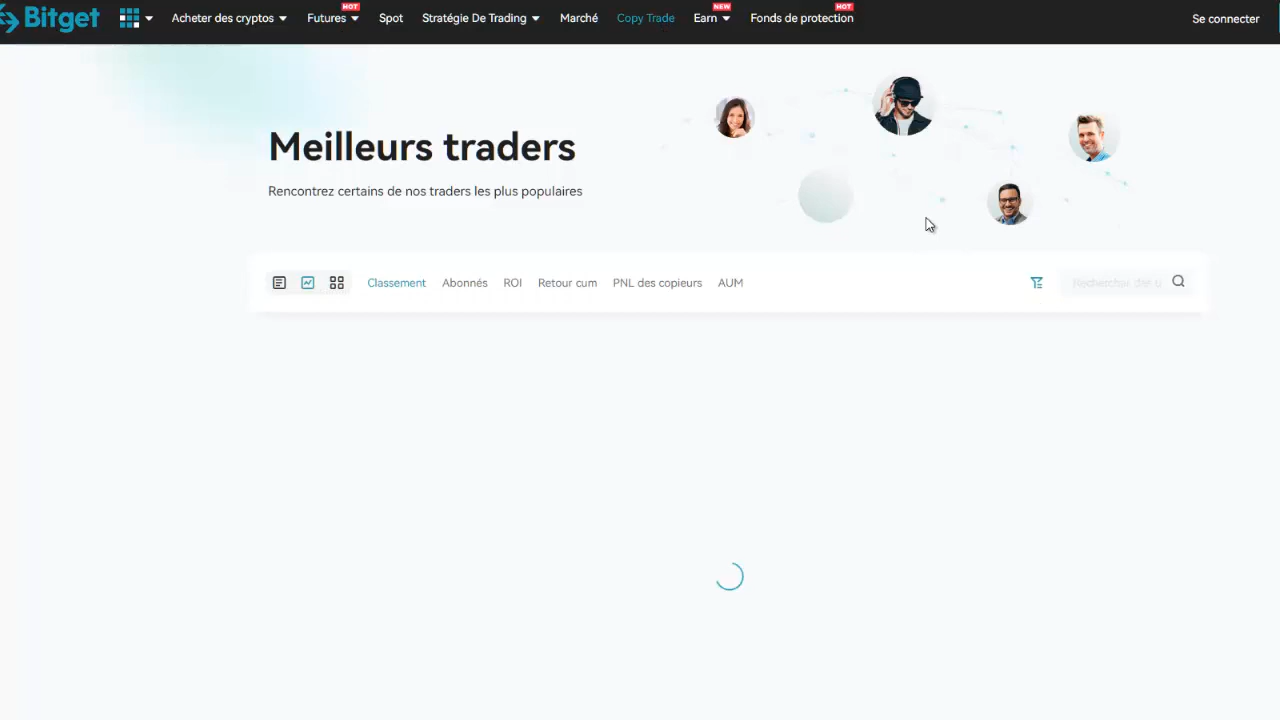 Bitget
Acheter des cryptos
Futures
HOT
Spot
Stratégie De Trading
Marché
Copy Trade
Earn
NEW
Fonds de protection
HOT
Se connecter
Meilleurs traders
Rencontrez certains de nos traders les plus populaires
Classement Abonnés ROI Retour cum PNL des copieurs AUM
Rechercher des